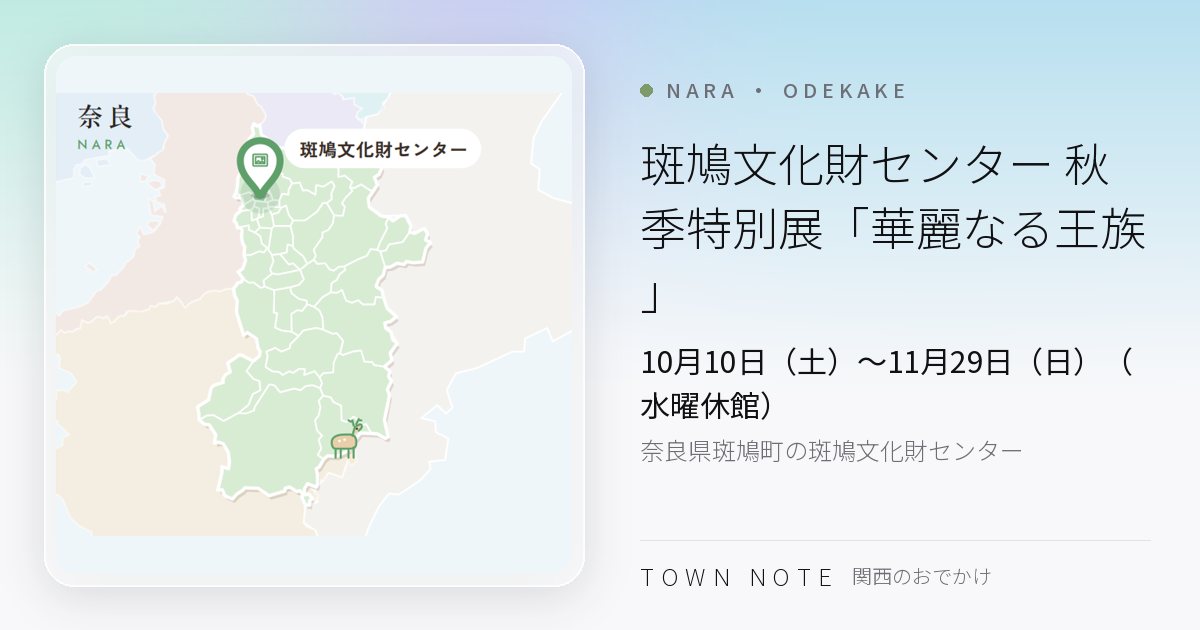 奈良
NARA
斑鳩文化財センター
NARA • ODEKAKE
斑鳩文化財センター 秋
季特別展「華麗なる王族
」
10月10日（土）〜11月29日（日）（
水曜休館）
奈良県斑鳩町の斑鳩文化財センター
TOWN NOTE 関西のおでかけ